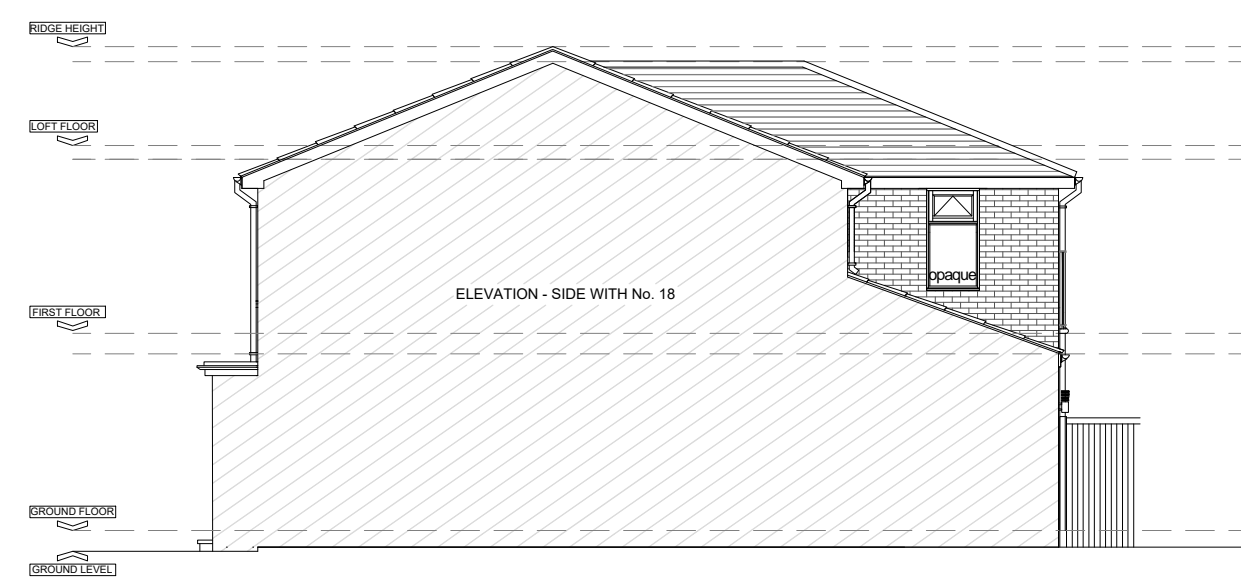 RIDGE HEIGHT
LOFT FLOOR
opaque
ELEVATION - SIDE WITH No. 18
FIRST FLOOR
GROUND FLOOR
GROUND LEVEL